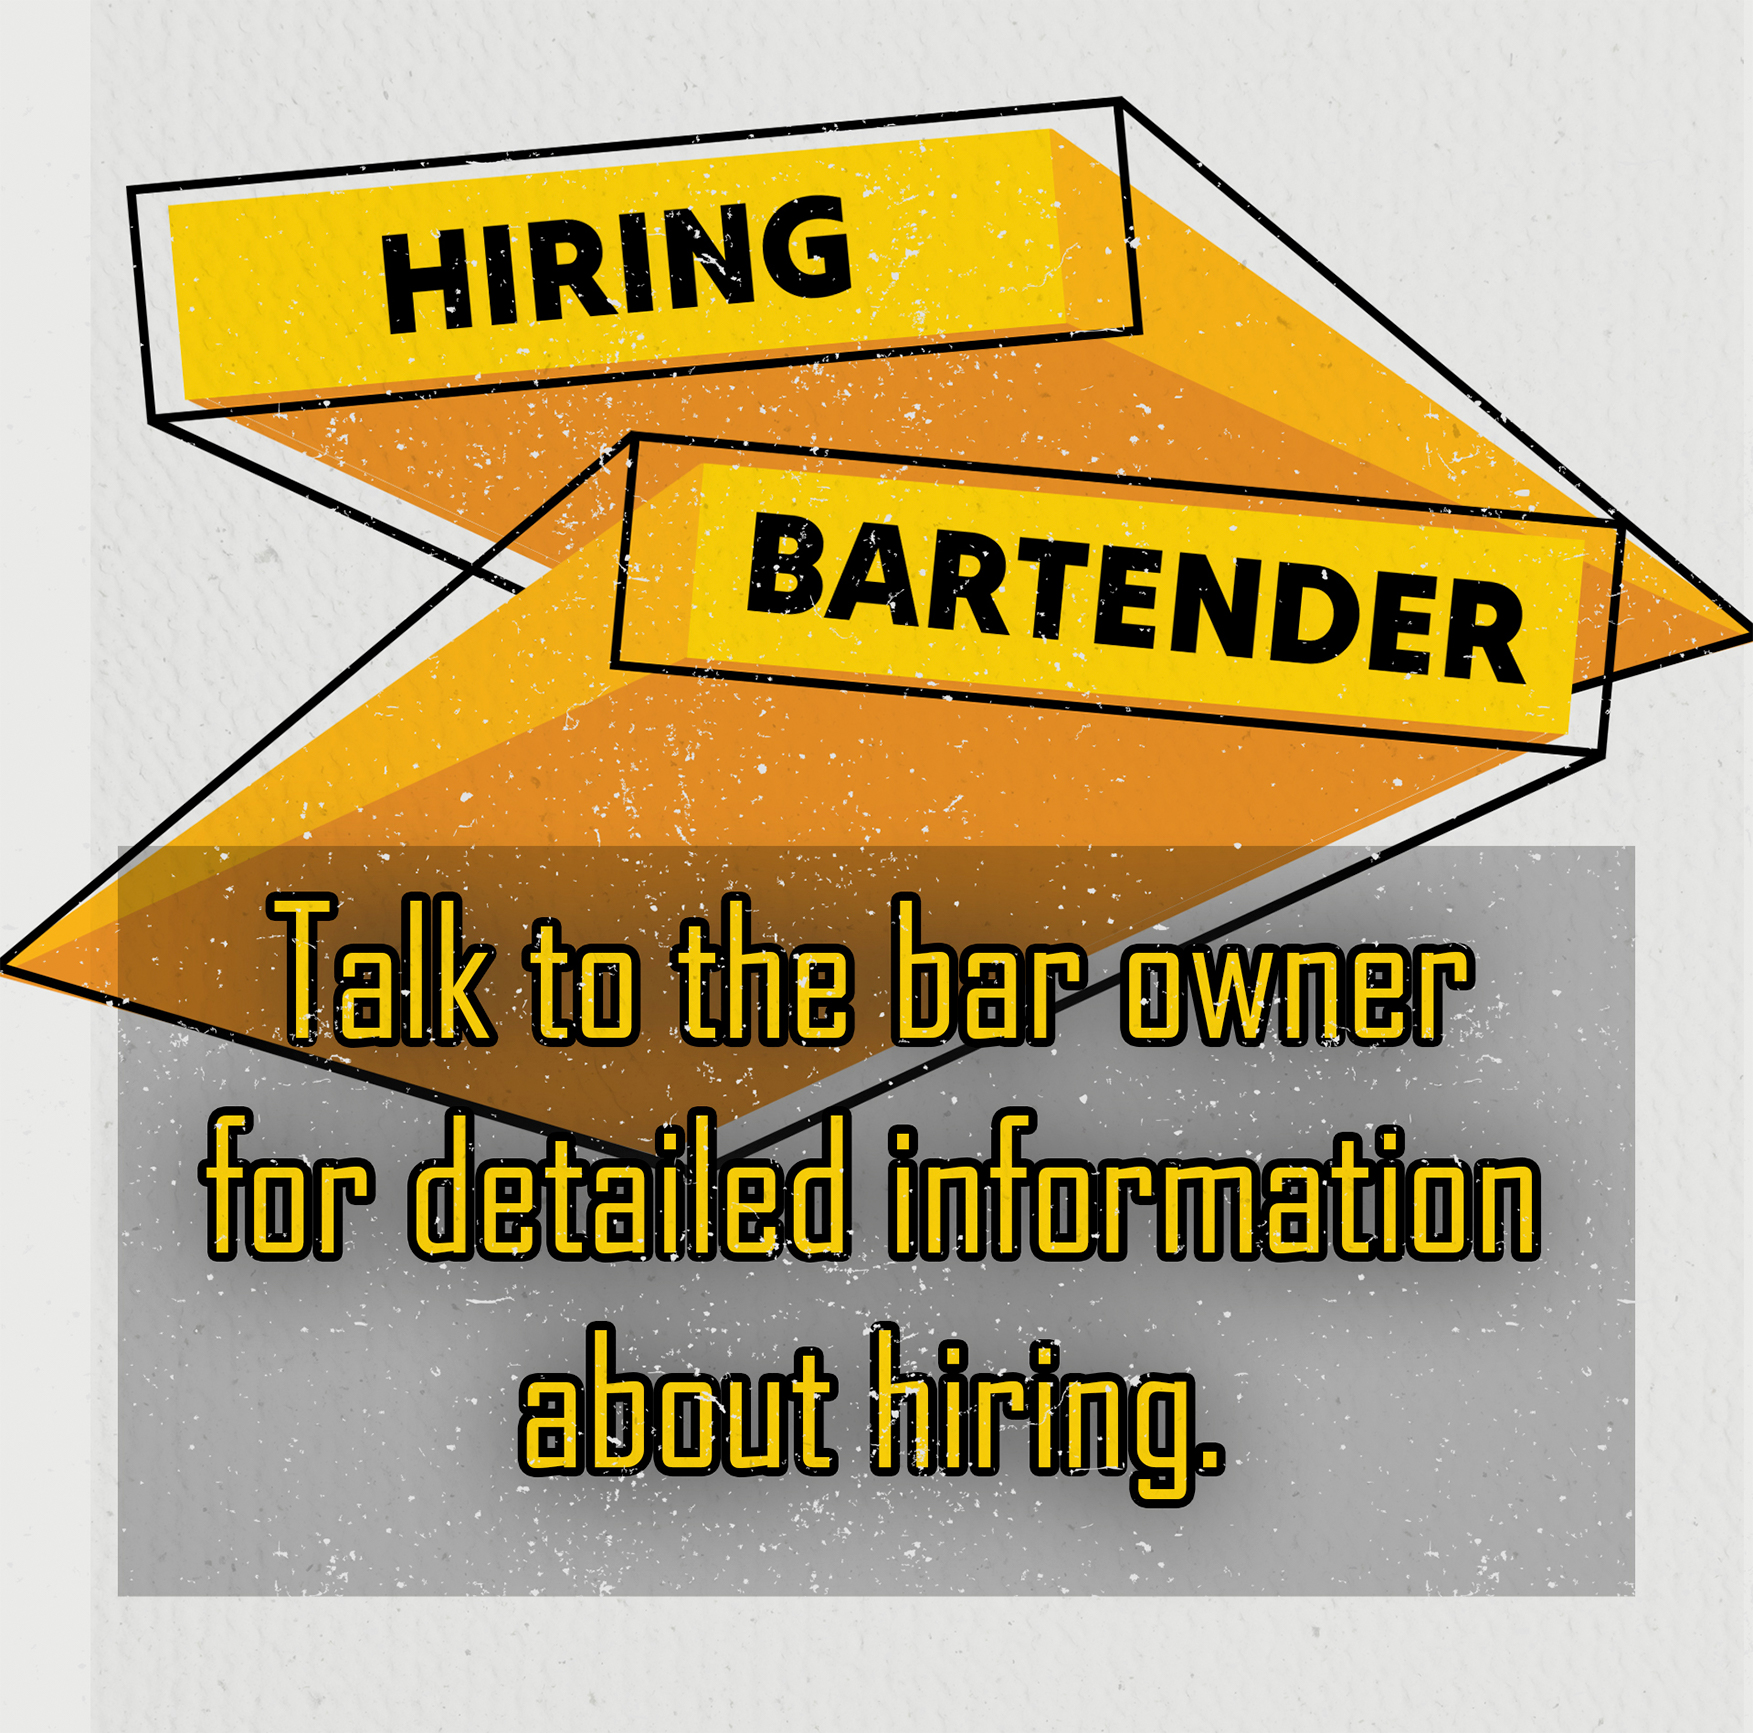 HIRING
BARTENDER
Talk to the bar owner
for detailed information
about hiring.